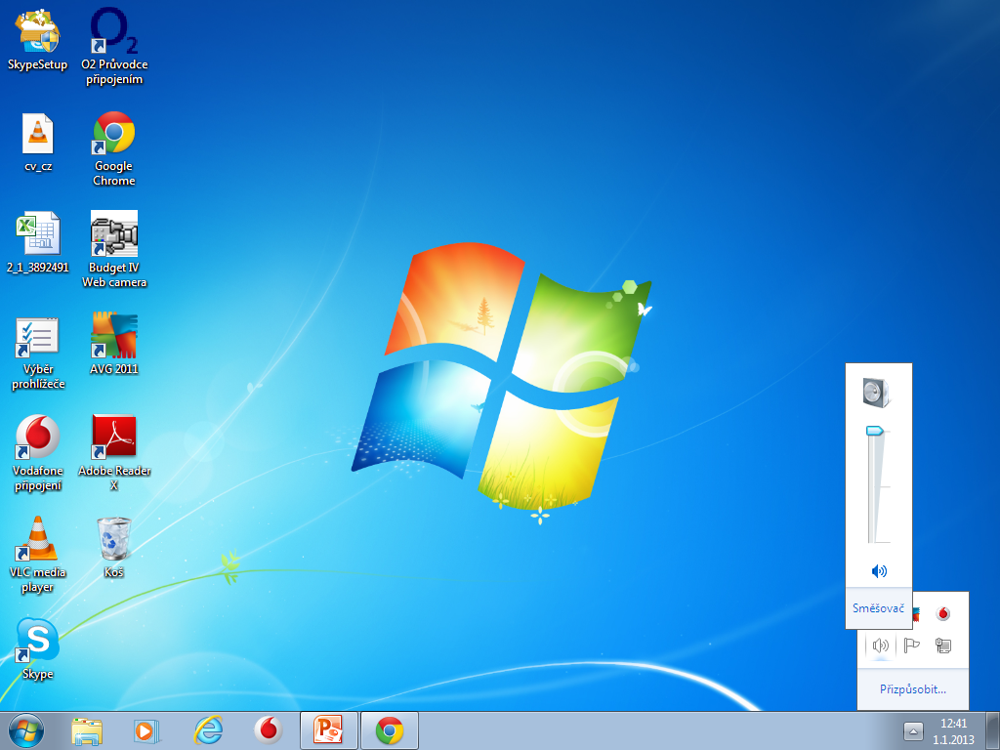 SkypeSetup
O2 Průvodce
připojením
cv_cz
Google
Chrome
2_1_3892491
Budget IV
Web camera
Výběr
prohlížeče
AVG 2011
Vodafone
připojení
Adobe Reader
X
VLC media
player
Koš
Skype
Směšovač
Přizpůsobit...
12:41
1.1.2013